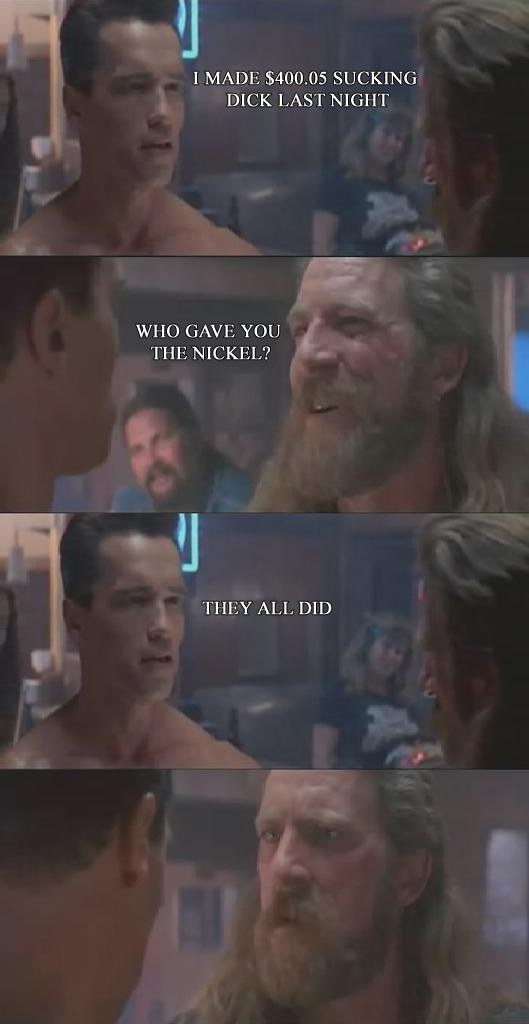 I MADE $400.05 SUCKING
DICK LAST NIGHT
WHO GAVE YOU
THE NICKEL?
THEY ALL DID